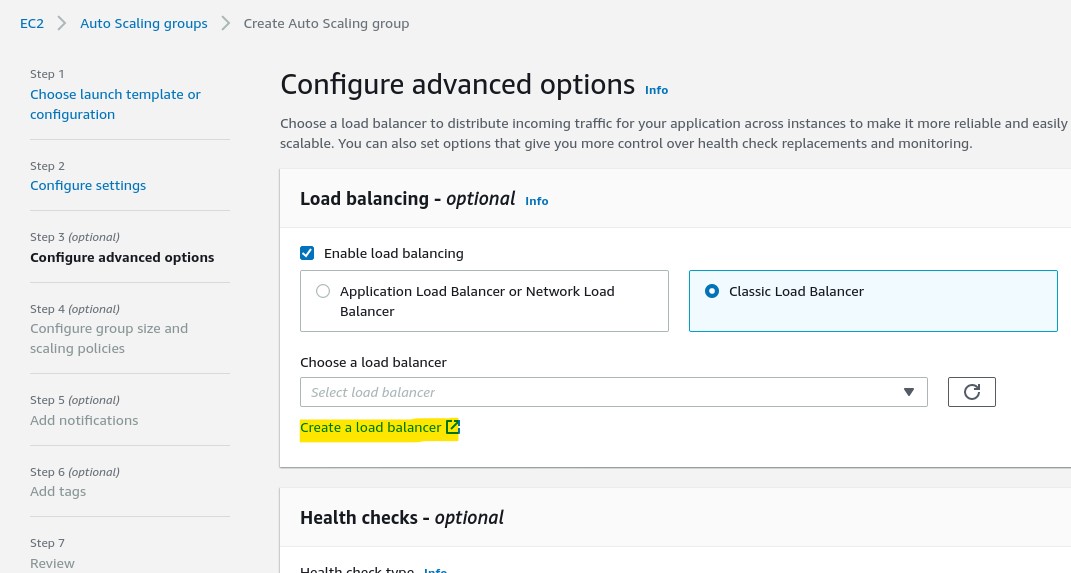 EC2 > Auto Scaling groups > Create Auto Scaling group
Step 1
Choose launch template or
configuration
Step 2
Configure settings
Step 3 (optional)
Configure advanced options
Step 4 (optional)
Configure group size and
scaling policies
Step 5 (optional)
Add notifications
Step 6 (optional)
Add tags
Step 7
Review
Configure advanced options Info
Choose a load balancer to distribute incoming traffic for your application across instances to make it more reliable and easily
scalable. You can also set options that give you more control over health check replacements and monitoring.
Load balancing - optional Info
Enable load balancing
Application Load Balancer or Network Load
Balancer
Classic Load Balancer
Choose a load balancer
Select load balancer
Create a load balancer
Health checks - optional
Health check type Info